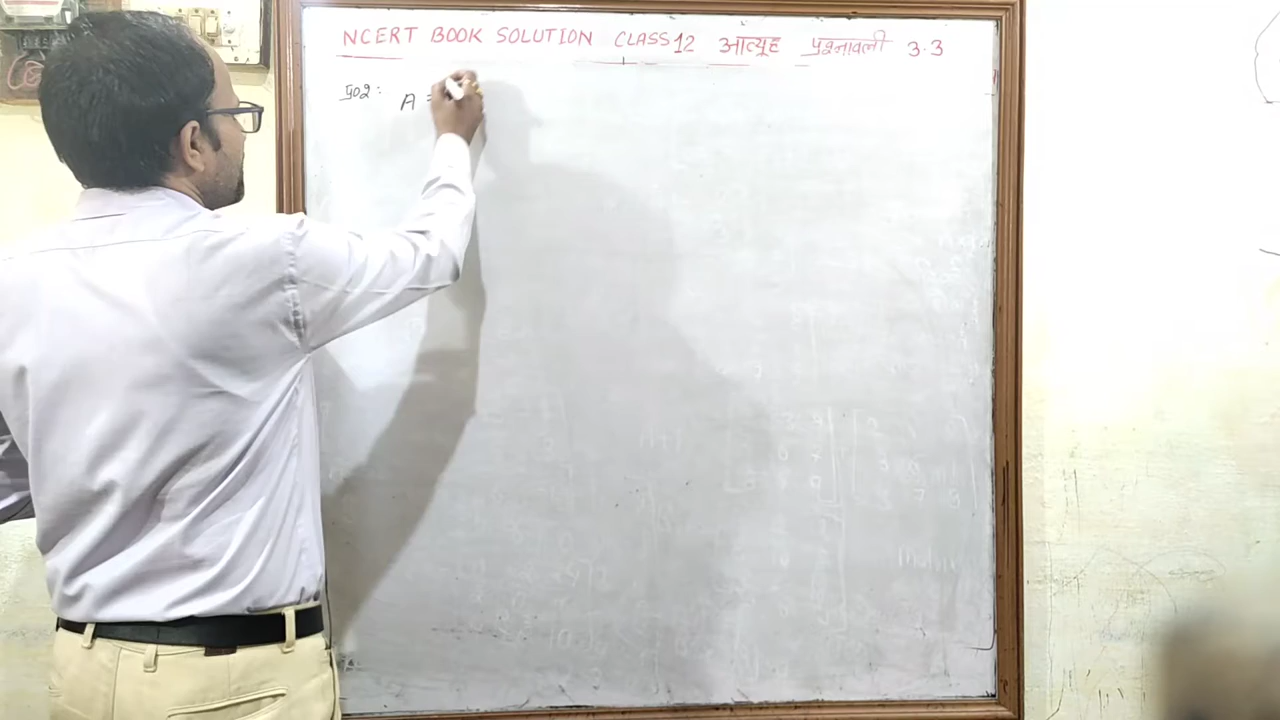 NCERT BOOK SOLUTION CLASS 12 आव्यूह प्रश्नावली 3.3
प्र02: A =